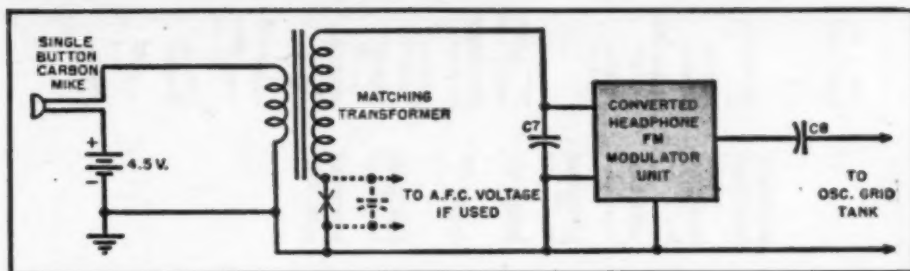 SINGLE
BUTTON
CARBON
MIKE
+
4.5 V.
-
MATCHING
TRANSFORMER
TO A.F.C. VOLTAGE
IF USED
C7
CONVERTED
HEADPHONE
FM
MODULATOR
UNIT
C8
TO
OSC. GRID
TANK